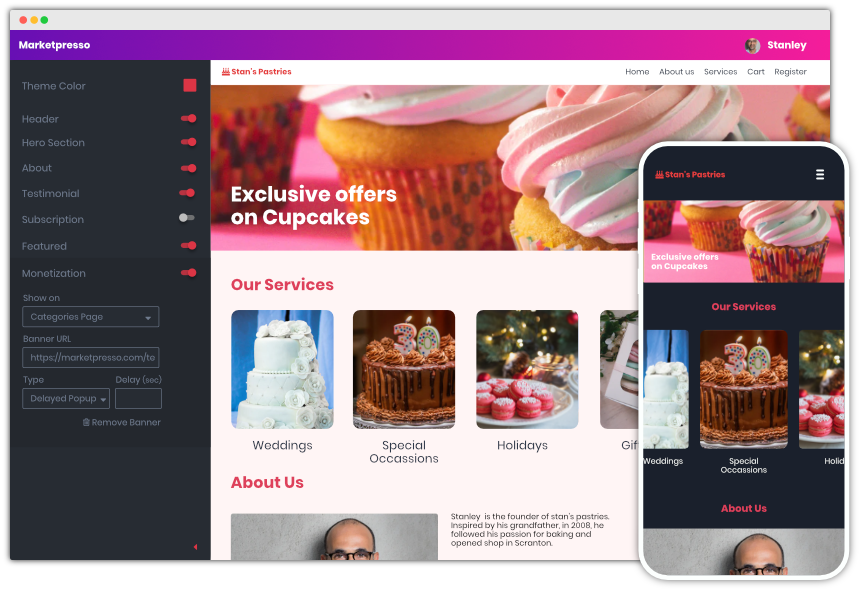 Marketpresso
Stanley
Theme Color
Header
Hero Section
About
Testimonial
Subscription
Featured
Monetization
Show on
Categories Page
Banner URL
https://marketpresso.com/te
Type
Delay (sec)
Delayed Popup
Remove Banner
Stan's Pastries
Home
About us
Services
Cart
Register
Exclusive offers
on Cupcakes
Our Services
Weddings
Special
Occassions
Holidays
Gif
About Us
Stanley is the founder of stan's pastries.
Inspired by his grandfather, in 2008, he
followed his passion for baking and
opened shop in Scranton.
Stan's Pastries
Exclusive offers
on Cupcakes
Our Services
Weddings
Special
Occassions
Holid
About Us